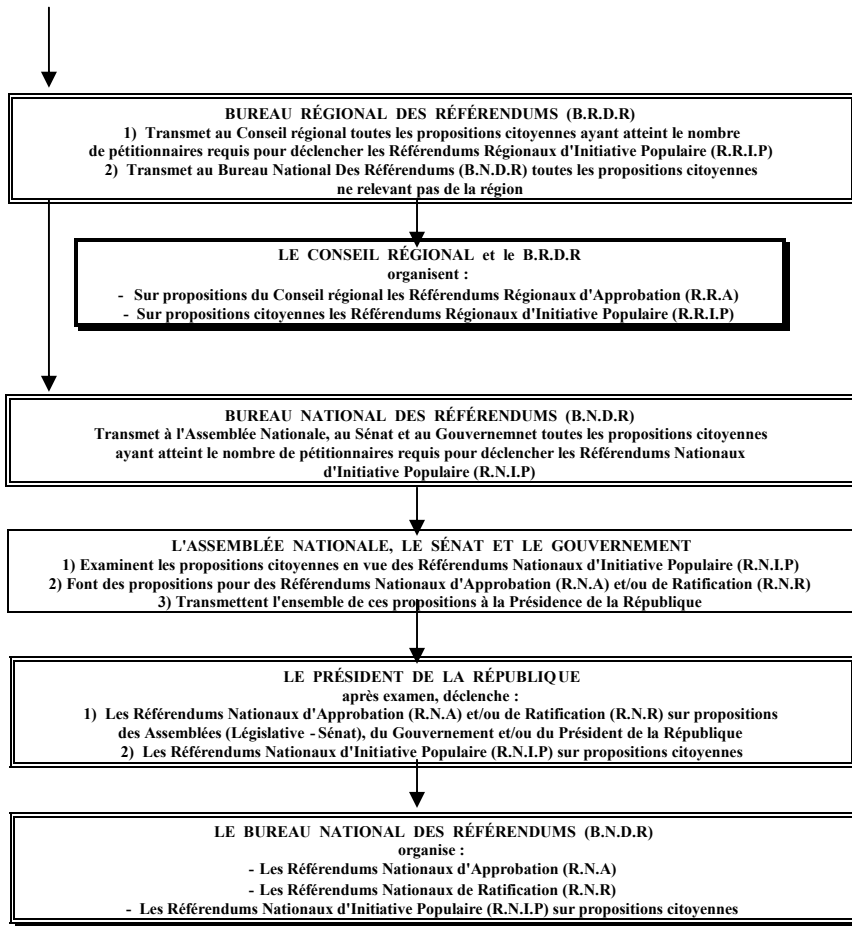 BUREAU RÉGIONAL DES RÉFÉRENDUMS (B.R.D.R)
1) Transmet au Conseil régional toutes les propositions citoyennes ayant atteint le nombre
de pétitionnaires requis pour déclencher les Référendums Régionaux d'Initiative Populaire (R.R.I.P)
2) Transmet au Bureau National Des Référendums (B.N.D.R) toutes les propositions citoyennes
ne relevant pas de la région
LE CONSEIL RÉGIONAL et le B.R.D.R
organisent :
- Sur propositions du Conseil régional les Référendums Régionaux d'Approbation (R.R.A)
- Sur propositions citoyennes les Référendums Régionaux d'Initiative Populaire (R.R.I.P)
BUREAU NATIONAL DES RÉFÉRENDUMS (B.N.D.R)
Transmet à l'Assemblée Nationale, au Sénat et au Gouvernemnet toutes les propositions citoyennes
ayant atteint le nombre de pétitionnaires requis pour déclencher les Référendums Nationaux
d'Initiative Populaire (R.N.I.P)
L'ASSEMBLÉE NATIONALE, LE SÉNAT ET LE GOUVERNEMENT
1) Examinent les propositions citoyennes en vue des Référendums Nationaux d'Initiative Populaire (R.N.I.P)
2) Font des propositions pour des Référendums Nationaux d'Approbation (R.N.A) et/ou de Ratification (R.N.R)
3) Transmettent l'ensemble de ces propositions à la Présidence de la République
LE PRÉSIDENT DE LA RÉPUBLIQUE
après examen, déclenche :
1) Les Référendums Nationaux d'Approbation (R.N.A) et/ou de Ratification (R.N.R) sur propositions
des Assemblées (Législative - Sénat), du Gouvernement et/ou du Président de la République
2) Les Référendums Nationaux d'Initiative Populaire (R.N.I.P) sur propositions citoyennes
LE BUREAU NATIONAL DES RÉFÉRENDUMS (B.N.D.R)
organise :
- Les Référendums Nationaux d'Approbation (R.N.A)
- Les Référendums Nationaux de Ratification (R.N.R)
- Les Référendums Nationaux d'Initiative Populaire (R.N.I.P) sur propositions citoyennes